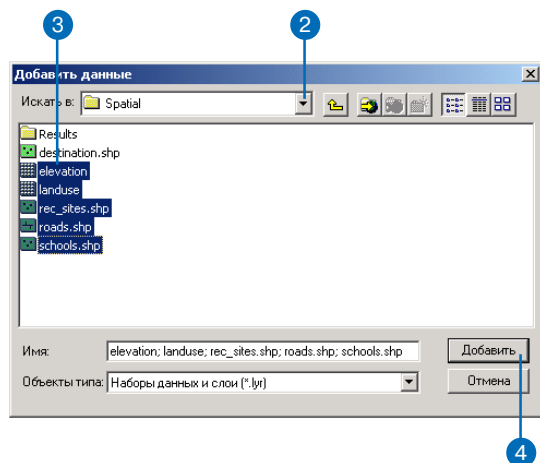 3
2
Добавить данные
Искать в: Spatial
Results
destination.shp
elevation
landuse
rec_sites.shp
roads.shp
schools.shp
Имя: elevation; landuse; rec_sites.shp; roads.shp; schools.shp
Добавить
Объекты типа: Наборы данных и слои (*.lyr)
Отмена
4